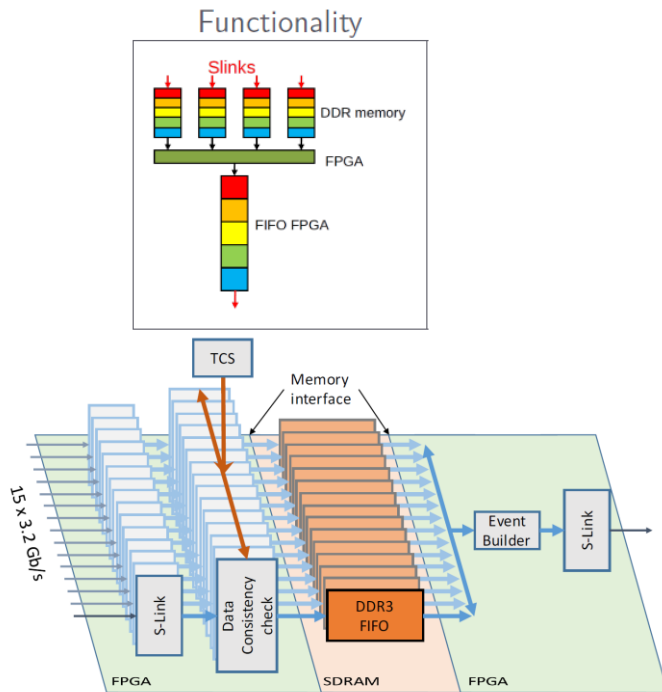 Functionality
Slinks
DDR memory
FPGA
FIFO FPGA
TCS
Memory
interface
15 x 3.2 Gb/s
S-Link
Data
Consistency
check
DDR3
FIFO
Event
Builder
S-Link
FPGA
SDRAM
FPGA